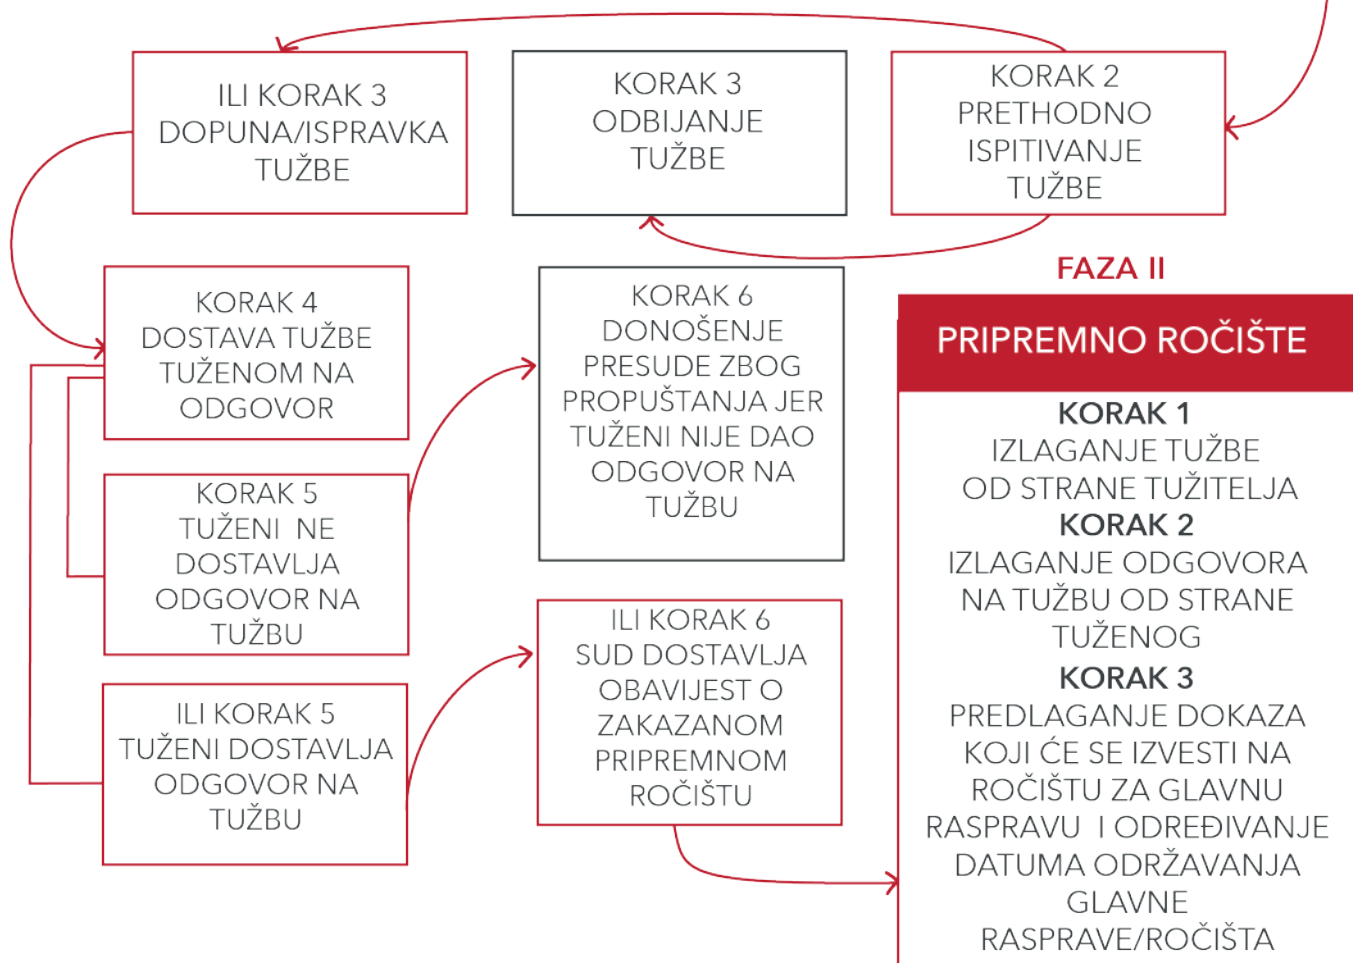 ILI KORAK 3
DOPUNA/ISPRAVKA
TUŽBE
KORAK 3
ODBIJANJE
TUŽBE
KORAK 2
PRETHODNO
ISPITIVANJE
TUŽBE
KORAK 4
DOSTAVA TUŽBE
TUŽENOM NA
ODGOVOR
KORAK 5
TUŽENI NE
DOSTAVLJA
ODGOVOR NA
TUŽBU
ILI KORAK 5
TUŽENI DOSTAVLJA
ODGOVOR NA
TUŽBU
KORAK 6
DONOŠENJE
PRESUDE ZBOG
PROPUŠTANJA JER
TUŽENI NIJE DAO
ODGOVOR NA
TUŽBU
ILI KORAK 6
SUD DOSTAVLJA
OBAVIJEST O
ZAKAZANOM
PRIPREMNOM
ROČIŠTU
FAZA II
PRIPREMNO ROČIŠTE
KORAK 1
IZLAGANJE TUŽBE
OD STRANE TUŽITELJA
KORAK 2
IZLAGANJE ODGOVORA
NA TUŽBU OD STRANE
TUŽENOG
KORAK 3
PREDLAGANJE DOKAZA
KOJI ĆE SE IZVESTI NA
ROČIŠTU ZA GLAVNU
RASPRAVU I ODREĐIVANJE
DATUMA ODRŽAVANJA
GLAVNE
RASPRAVE/ROČIŠTA